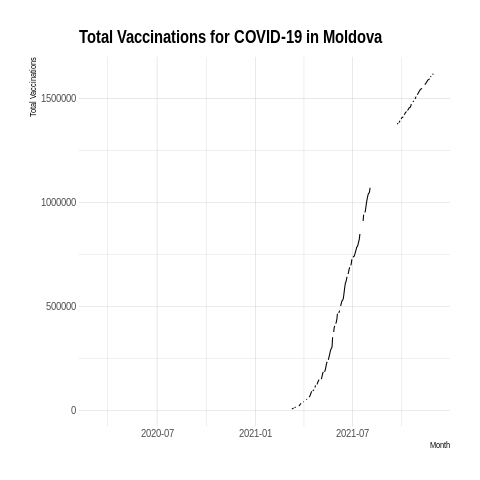 Total Vaccinations for COVID-19 in Moldova
Total Vaccinations
1500000
1000000
500000
0
2020-07 2021-01 2021-07
Month